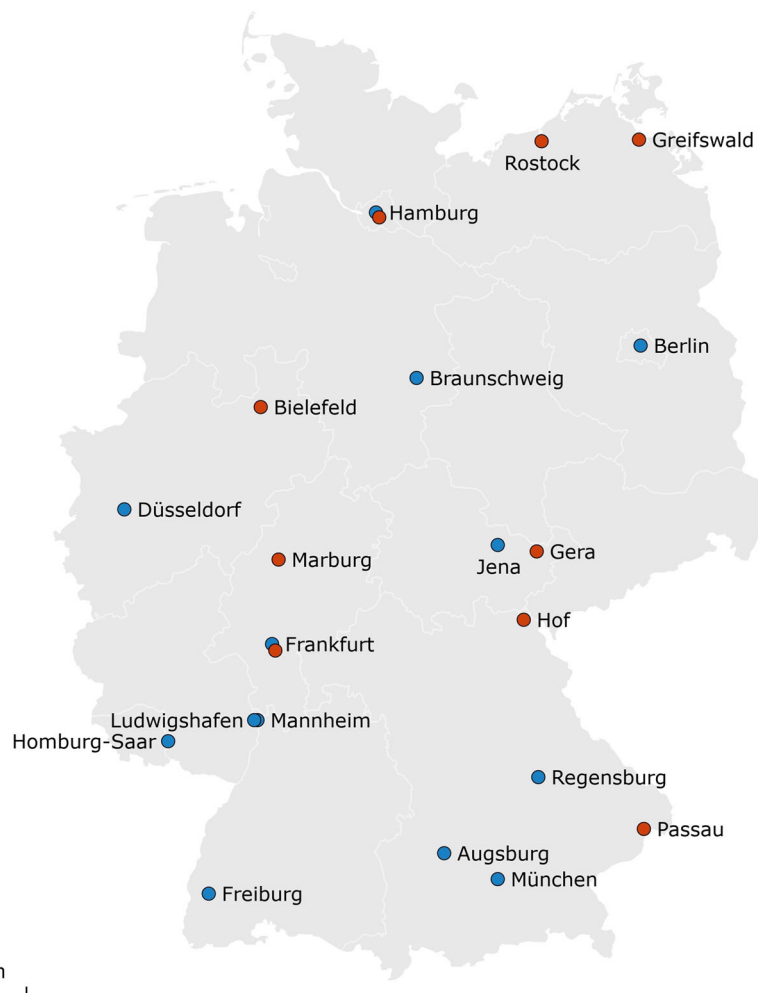 Greifswald
Rostock
Hamburg
Berlin
Braunschweig
Bielefeld
Düsseldorf
Marburg
Jena
Gera
Hof
Frankfurt
Ludwigshafen
Mannheim
Homburg-Saar
Regensburg
Passau
Augsburg
München
Freiburg